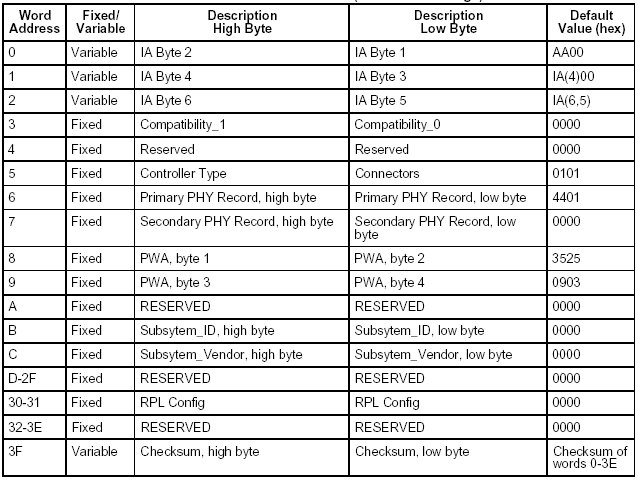 Word Address Fixed/ Variable Description High Byte Description Low Byte Default Value (hex)
0 Variable IA Byte 2 IA Byte 1 AA00
1 Variable IA Byte 4 IA Byte 3 IA(4)00
2 Variable IA Byte 6 IA Byte 5 IA(6,5)
3 Fixed Compatibility_1 Compatibility_0 0000
4 Fixed Reserved Reserved 0000
5 Fixed Controller Type Connectors 0101
6 Fixed Primary PHY Record, high byte Primary PHY Record, low byte 4401
7 Fixed Secondary PHY Record, high byte Secondary PHY Record, low byte 0000
8 Fixed PWA, byte 1 PWA, byte 2 3525
9 Fixed PWA, byte 3 PWA, byte 4 0903
A Fixed RESERVED RESERVED 0000
B Fixed Subsytem_ID, high byte Subsytem_ID, low byte 0000
C Fixed Subsytem_Vendor, high byte Subsytem_Vendor, low byte 0000
D-2F Fixed RESERVED RESERVED 0000
30-31 Fixed RPL Config RPL Config 0000
32-3E Fixed RESERVED RESERVED 0000
3F Variable Checksum, high byte Checksum, low byte Checksum of words 0-3E